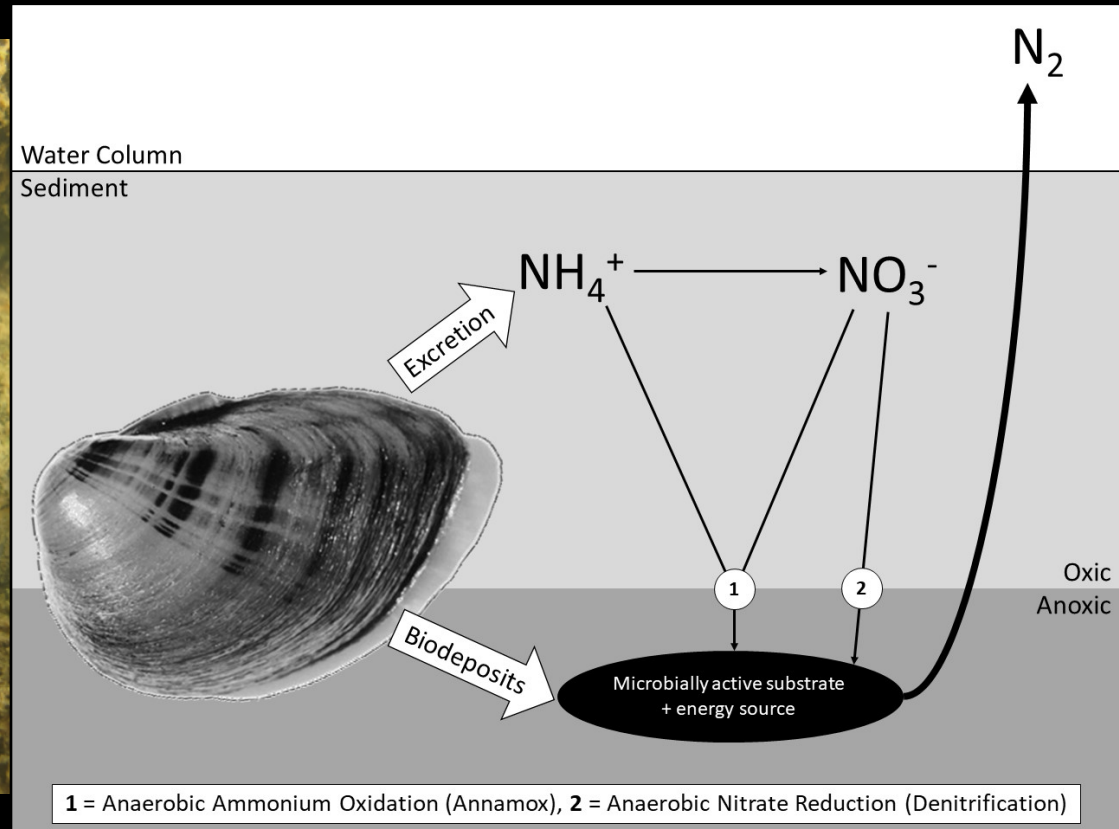 N₂
Water Column
Sediment
NH₄⁺
NO₃⁻
Excretion
Oxic
1
2
Anoxic
Biodeposits
Microbially active substrate
+ energy source
1 = Anaerobic Ammonium Oxidation (Annamox), 2 = Anaerobic Nitrate Reduction (Denitrification)